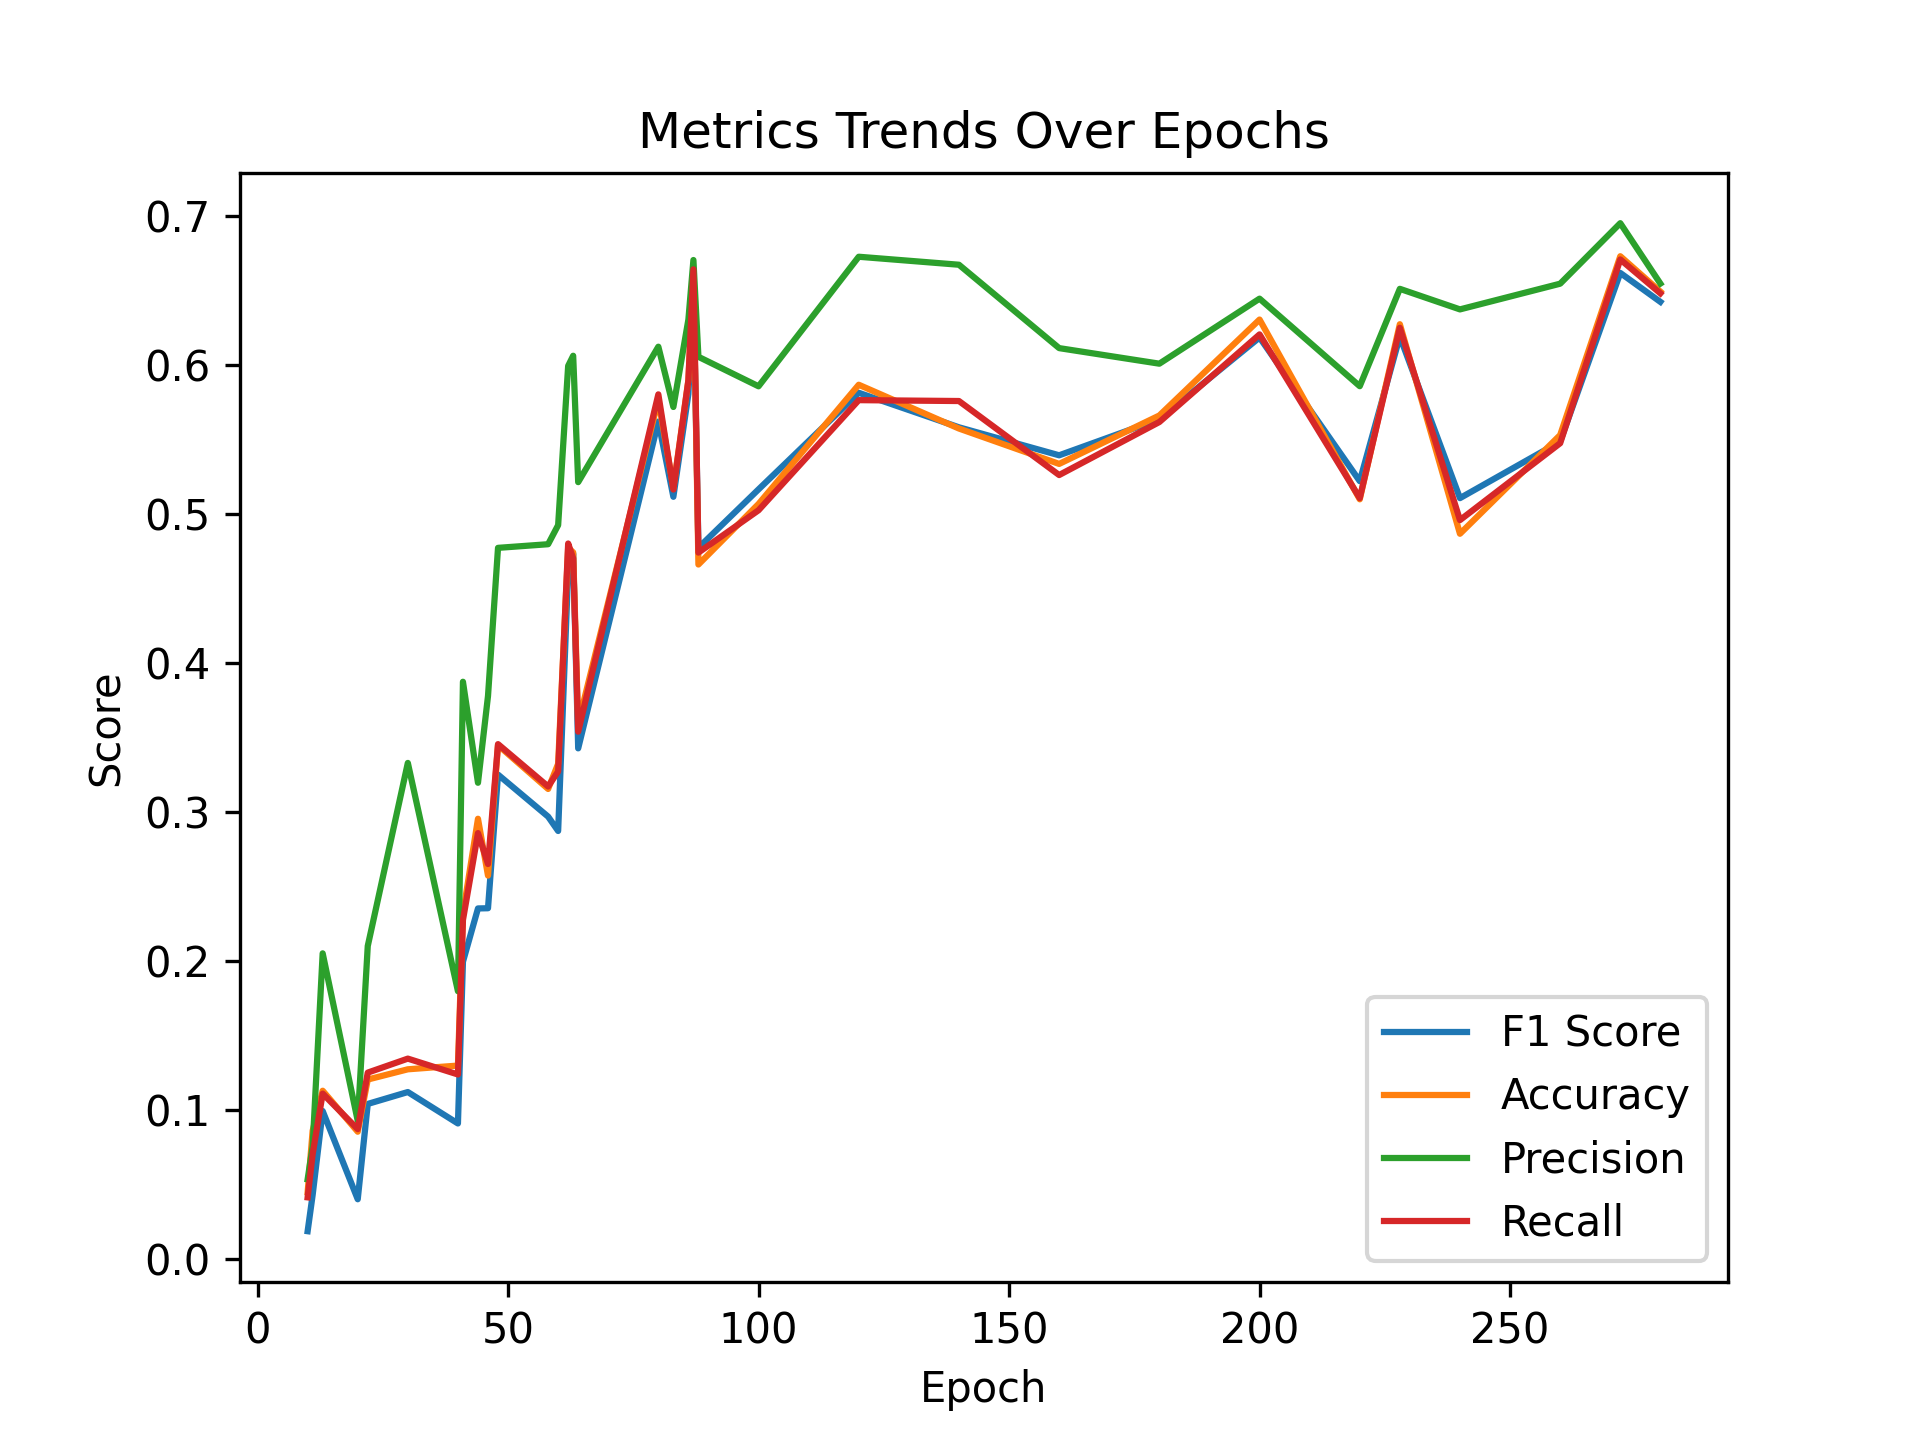 Metrics Trends Over Epochs
0.7
0.6
0.5
0.4
0.3
0.2
0.1
0.0
Score
0 50 100 150 200 250
Epoch
F1 Score
Accuracy
Precision
Recall